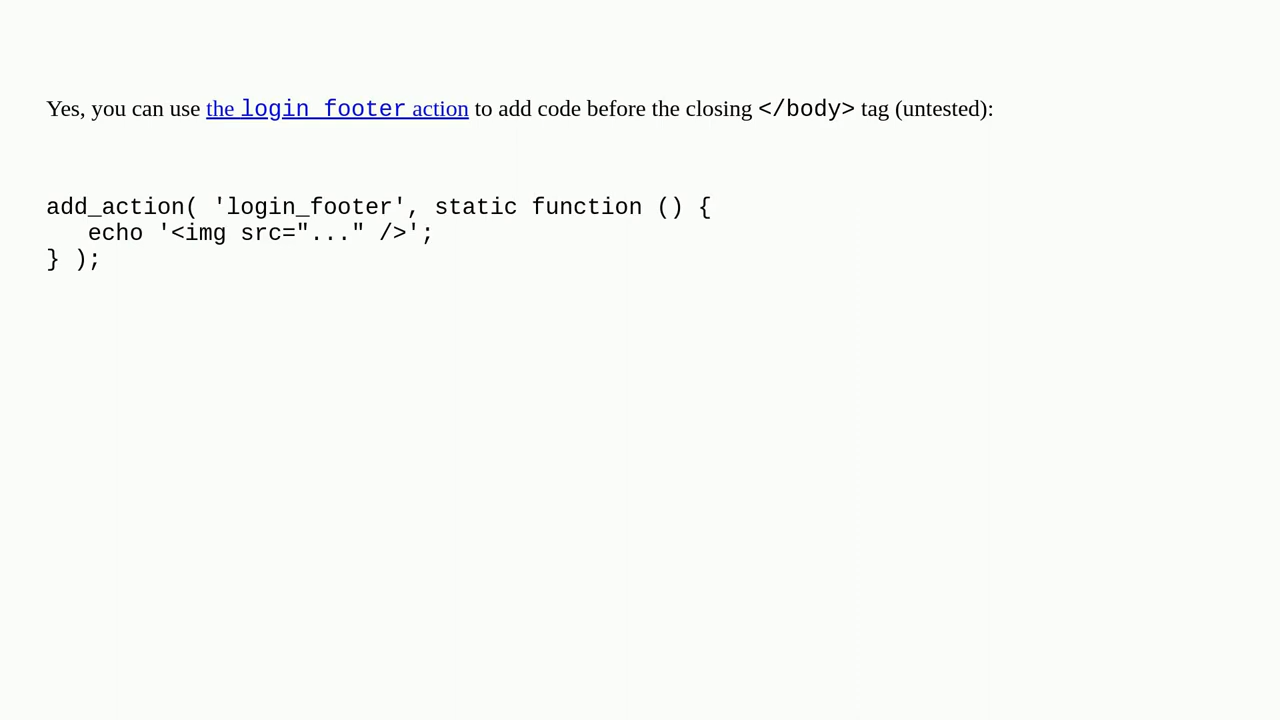 Yes, you can use the login_footer action to add code before the closing </body> tag (untested):
add_action( 'login_footer', static function () {
   echo '<img src="..." />';
} );